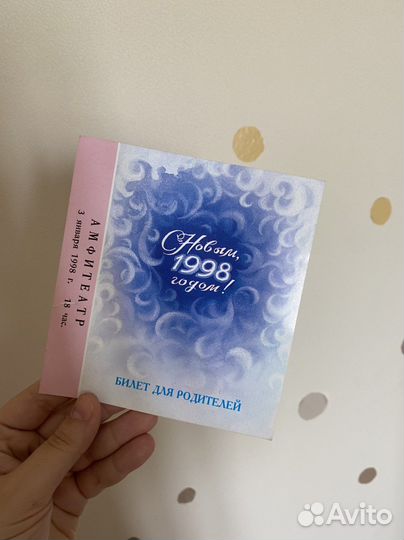 АМФИТЕАТР
3 января 1998 г. 18 час.
С Новым,
1998
годом!
БИЛЕТ ДЛЯ РОДИТЕЛЕЙ
Avito